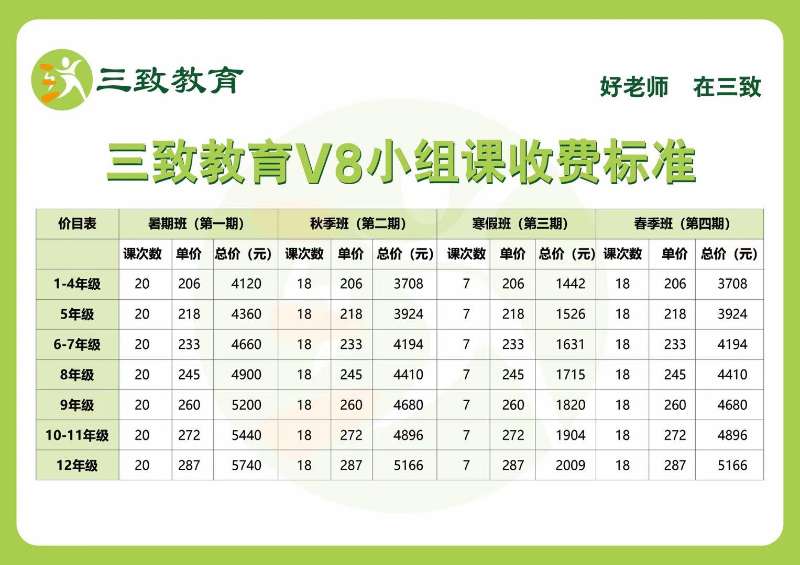 三致教育
好老师 在三致
三致教育V8小组课收费标准
价目表 暑期班（第一期） 秋季班（第二期） 寒假班（第三期） 春季班（第四期）
课次数 单价 总价（元） 课次数 单价 总价（元） 课次数 单价 总价（元） 课次数 单价 总价（元）
1-4年级 20 206 4120 18 206 3708 7 206 1442 18 206 3708
5年级 20 218 4360 18 218 3924 7 218 1526 18 218 3924
6-7年级 20 233 4660 18 233 4194 7 233 1631 18 233 4194
8年级 20 245 4900 18 245 4410 7 245 1715 18 245 4410
9年级 20 260 5200 18 260 4680 7 260 1820 18 260 4680
10-11年级 20 272 5440 18 272 4896 7 272 1904 18 272 4896
12年级 20 287 5740 18 287 5166 7 287 2009 18 287 5166